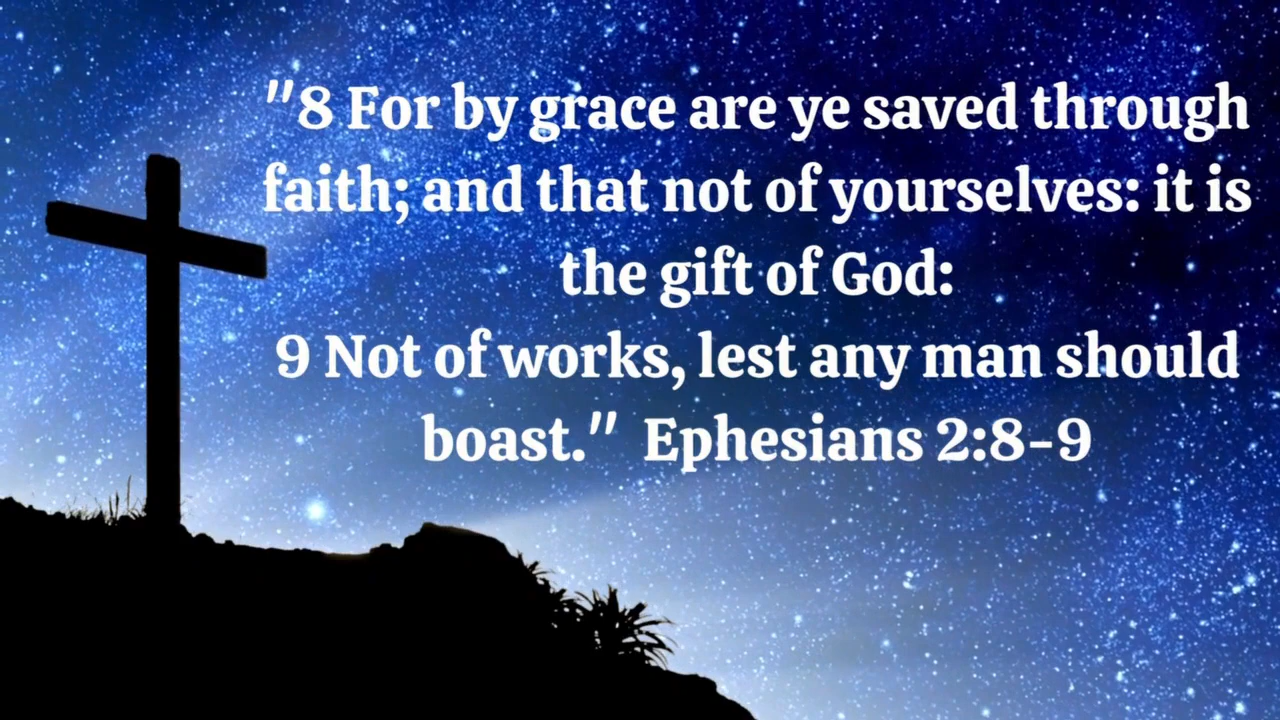 "8 For by grace are ye saved through
faith; and that not of yourselves: it is
the gift of God:
9 Not of works, lest any man should
boast."  Ephesians 2:8-9